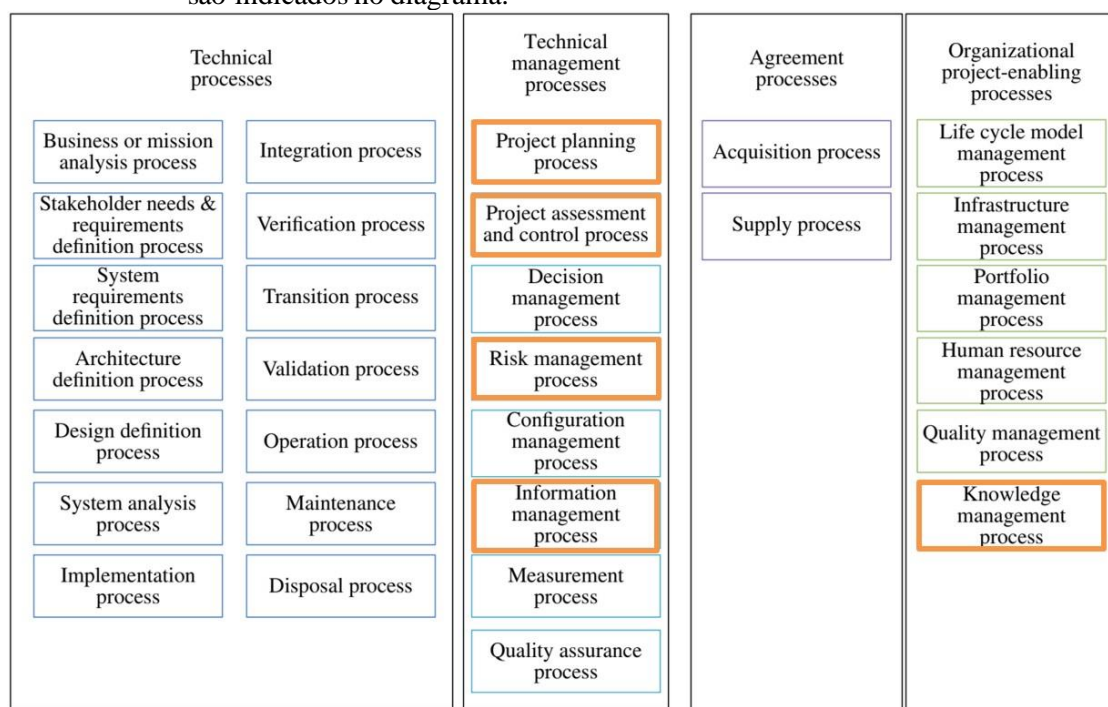 são indicados no diagrama.
Technical
processes
Business or mission
analysis process
Stakeholder needs &
requirements
definition process
System
requirements
definition process
Architecture
definition process
Design definition
process
System analysis
process
Implementation
process
Integration process
Verification process
Transition process
Validation process
Operation process
Maintenance
process
Disposal process
Technical
management
processes
Project planning
process
Project assessment
and control process
Decision
management
process
Risk management
process
Configuration
management
process
Information
management
process
Measurement
process
Quality assurance
process
Agreement
processes
Acquisition process
Supply process
Organizational
project-enabling
processes
Life cycle model
management
process
Infrastructure
management
process
Portfolio
management
process
Human resource
management
process
Quality management
process
Knowledge
management
process